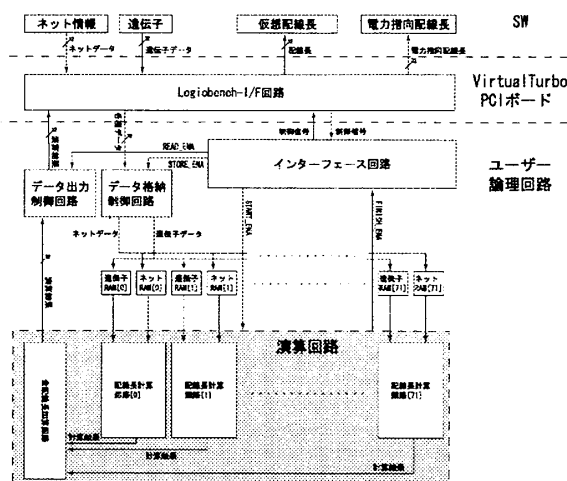 ネット情報
遺伝子
仮想配線長
電力指向配線長
SW
ネットデータ
遺伝子データ
配線長
電力指向配線長
Logicbench-I/F回路
VirtualTurbo
PCIボード
制御信号
制御信号
READ_ENA
STORE_ENA
インターフェース回路
ユーザー
論理回路
データ出力
制御回路
データ格納
制御回路
START_ENA
FINISH_ENA
ネットデータ
遺伝子データ
遺伝子
RAM[0]
ネット
RAM[0]
遺伝子
RAM[1]
ネット
RAM[1]
遺伝子
RAM[71]
ネット
RAM[71]
演算回路
配線長計算
回路[0]
配線長計算
回路[1]
配線長計算
回路[71]
計算結果
計算結果
計算結果